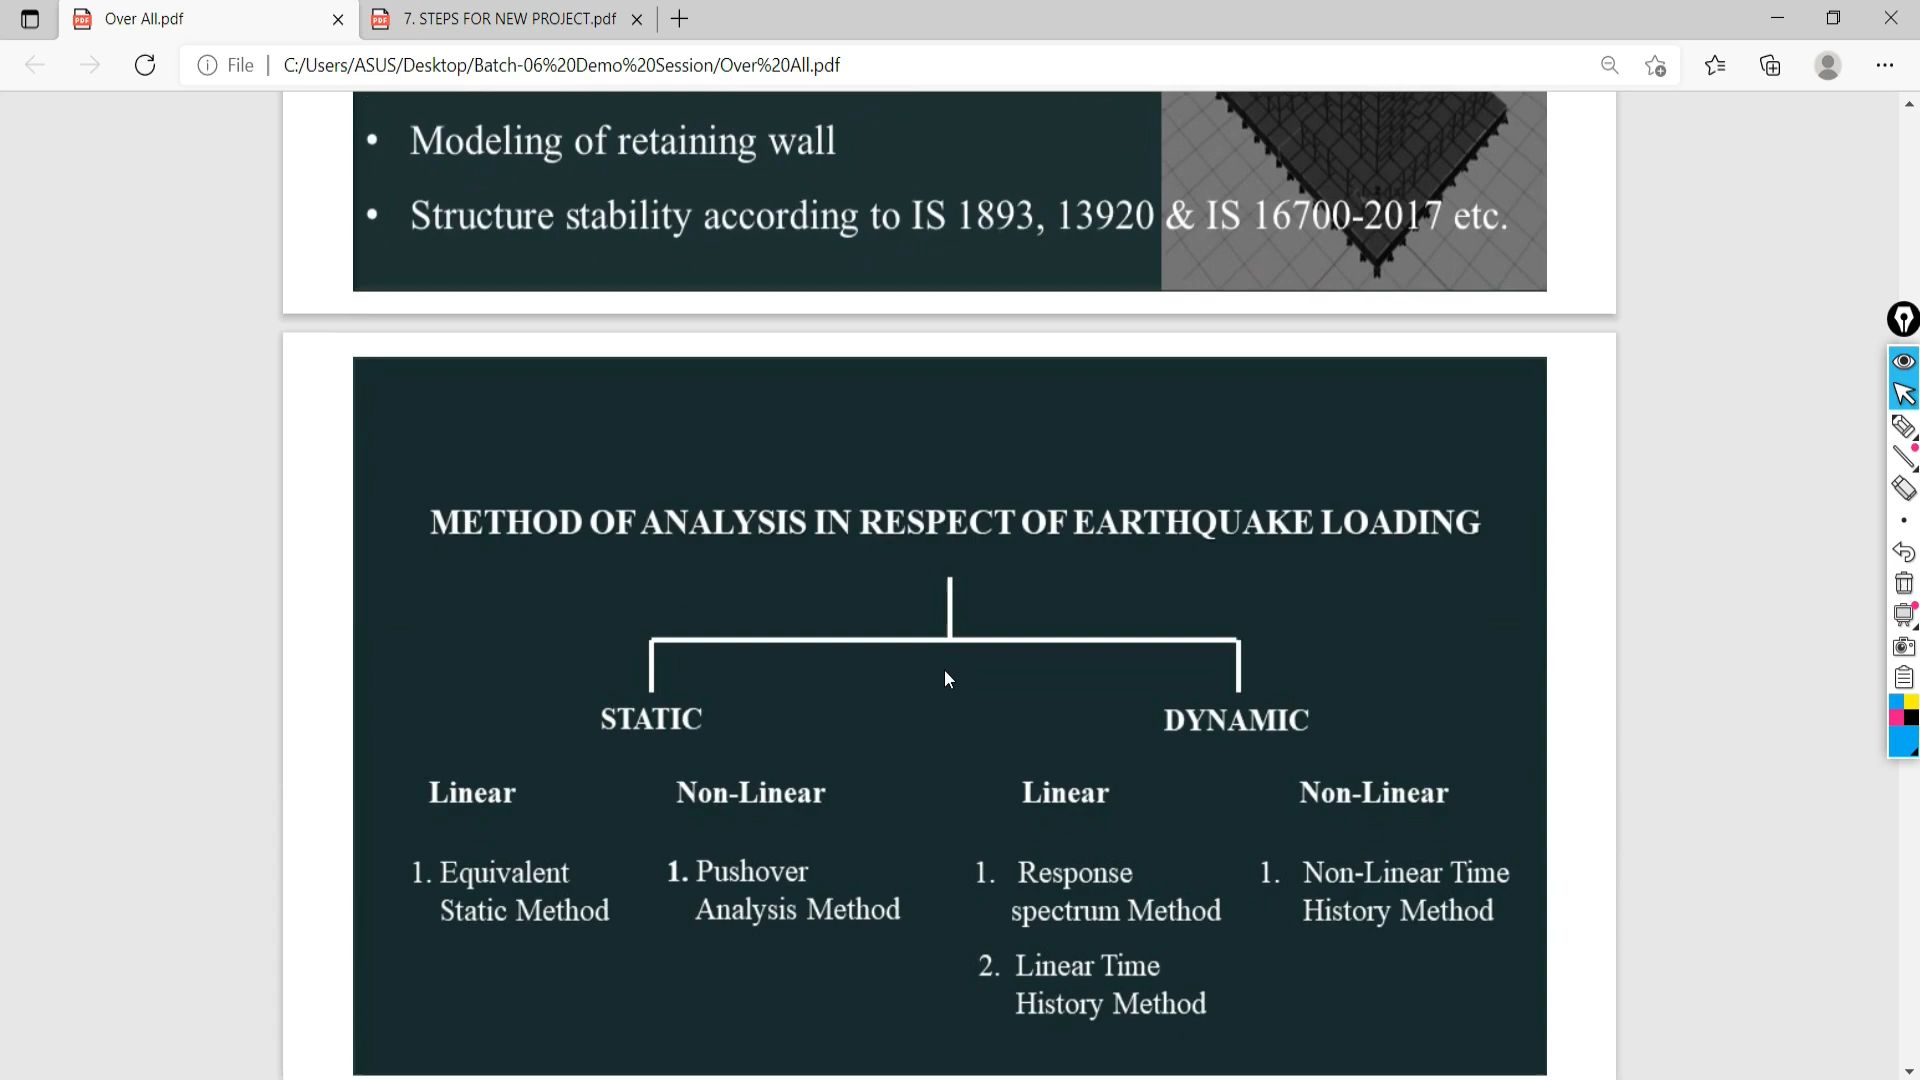 Over All.pdf
7. STEPS FOR NEW PROJECT.pdf
File
C:/Users/ASUS/Desktop/Batch-06%20Demo%20Session/Over%20All.pdf
• Modeling of retaining wall
• Structure stability according to IS 1893, 13920 & IS 16700-2017 etc.
METHOD OF ANALYSIS IN RESPECT OF EARTHQUAKE LOADING
STATIC
DYNAMIC
Linear
Non-Linear
Linear
Non-Linear
1. Equivalent
Static Method
1. Pushover
Analysis Method
1. Response
spectrum Method
2. Linear Time
History Method
1. Non-Linear Time
History Method